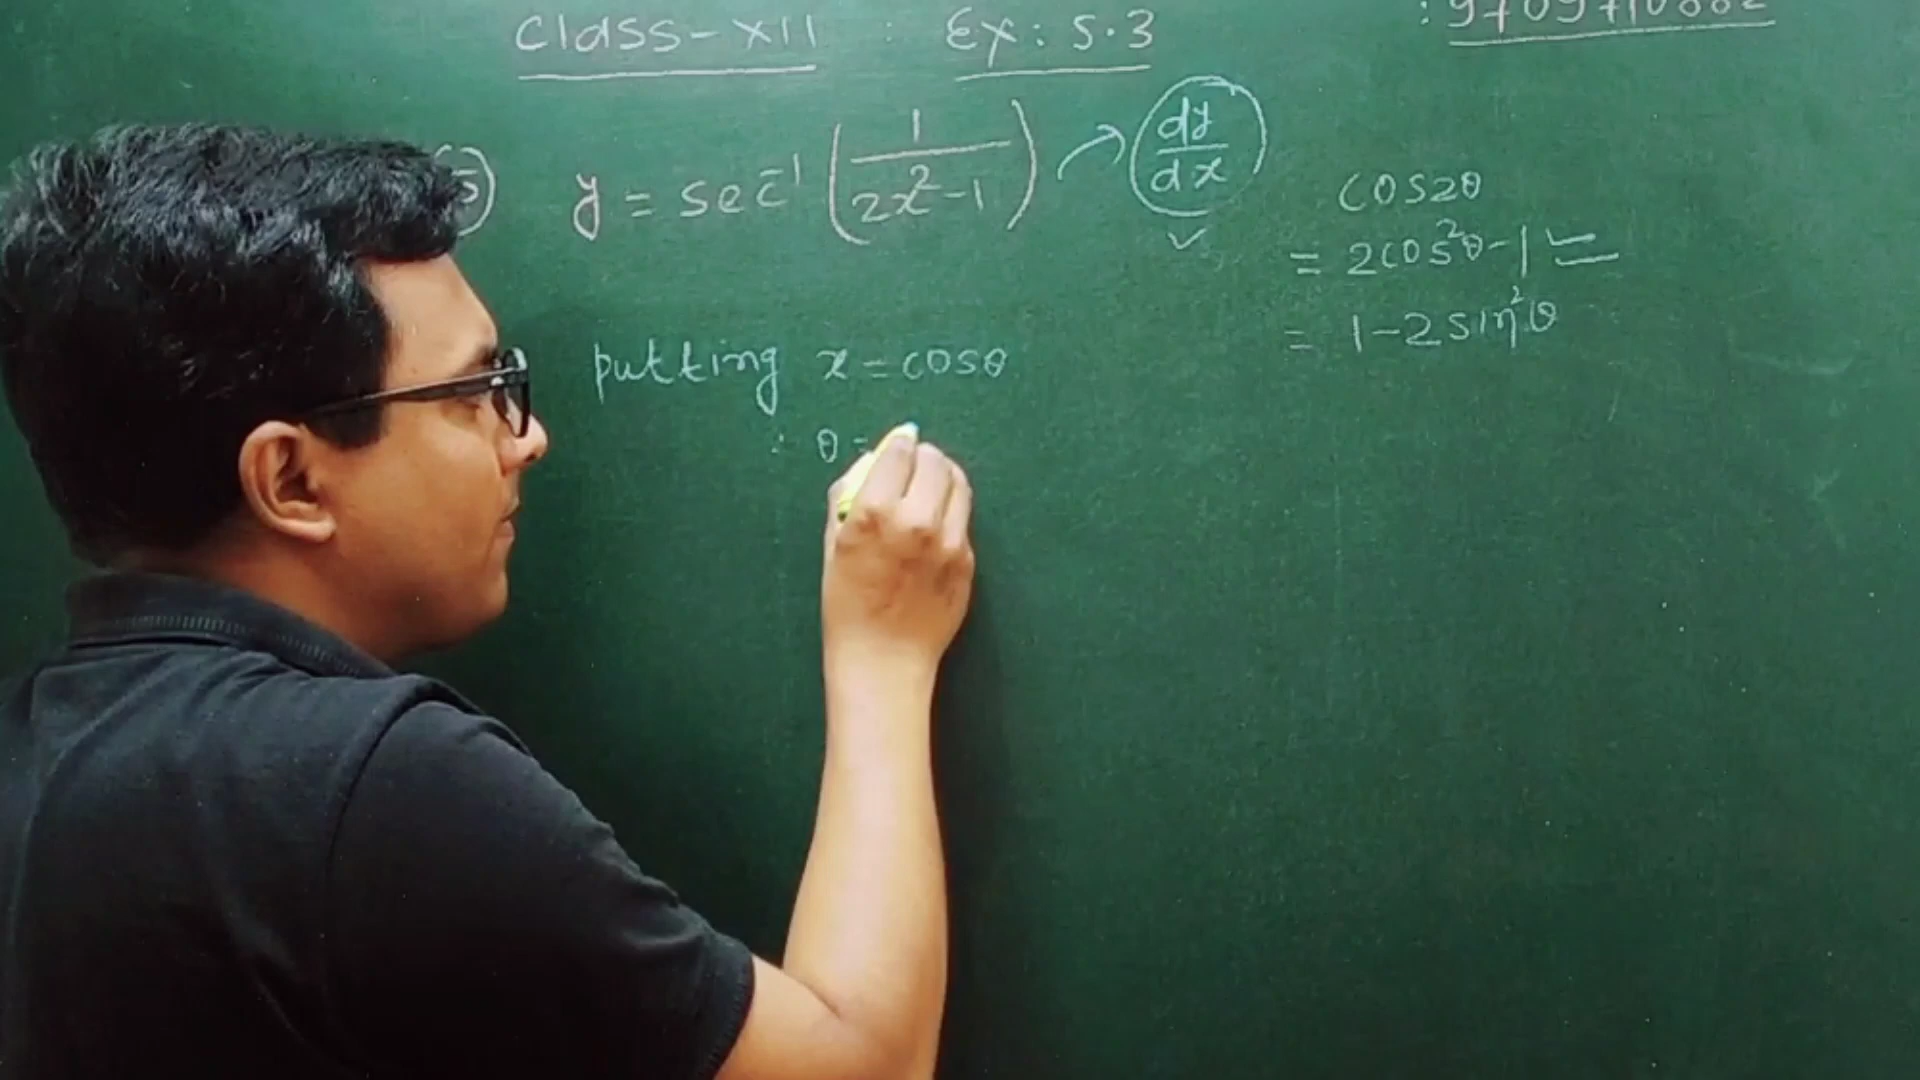 Class-XII : Ex: 5.3
5) y = sec⁻¹ (1/(2x²-1)) → dy/dx
cos2θ
= 2cos²θ-1
= 1-2sin²θ
putting x = cosθ
∴ θ =